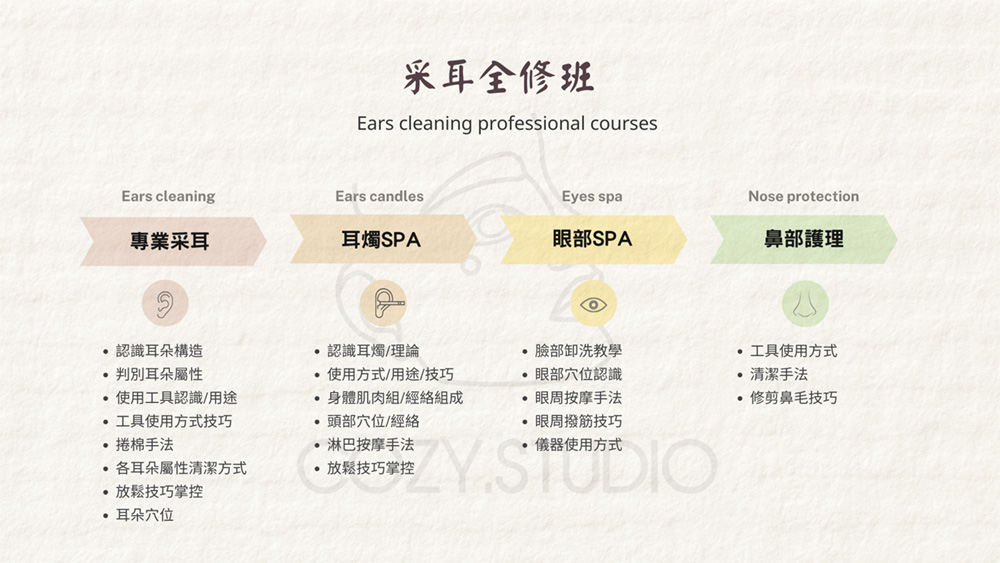 采耳全修班
Ears cleaning professional courses
Ears cleaning
專業采耳
• 認識耳朵構造
• 判別耳朵屬性
• 使用工具認識/用途
• 工具使用方式技巧
• 捲棉手法
• 各耳朵屬性清潔方式
• 放鬆技巧掌控
• 耳朵穴位
Ears candles
耳燭SPA
• 認識耳燭/理論
• 使用方式/用途/技巧
• 身體肌肉組/經絡組成
• 頭部穴位/經絡
• 淋巴按摩手法
• 放鬆技巧掌控
Eyes spa
眼部SPA
• 臉部卸洗教學
• 眼部穴位認識
• 眼周按摩手法
• 眼周撥筋技巧
• 儀器使用方式
Nose protection
鼻部護理
• 工具使用方式
• 清潔手法
• 修剪鼻毛技巧
COZY.STUDIO